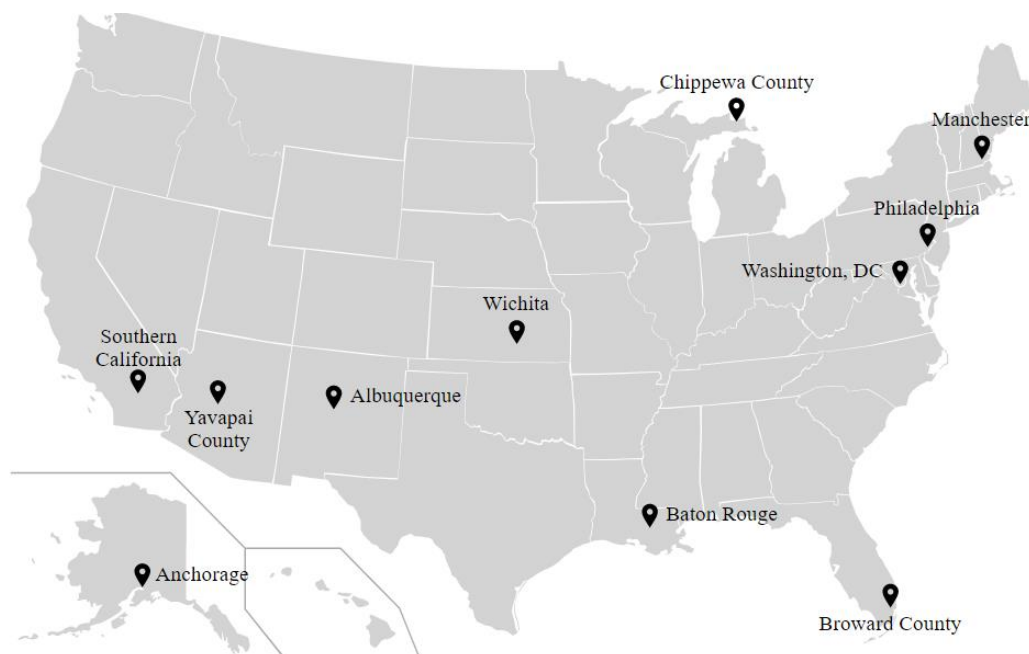 Chippewa County
Manchester
Philadelphia
Washington, DC
Wichita
Southern
California
Albuquerque
Yavapai
County
Baton Rouge
Anchorage
Broward County